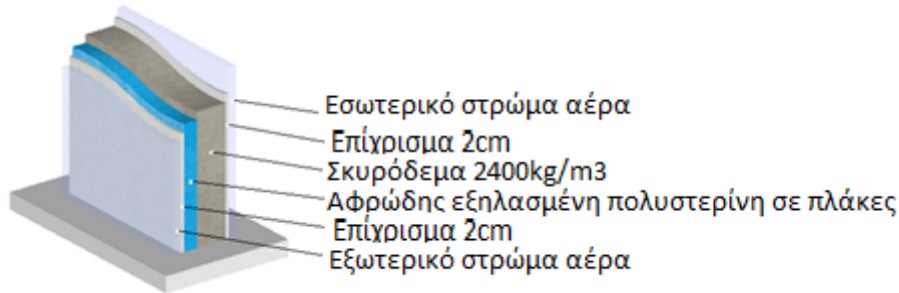 Εσωτερικό στρώμα αέρα
Επίχρισμα 2cm
Σκυρόδεμα 2400kg/m3
Αφρώδης εξηλασμένη πολυστερίνη σε πλάκες
Επίχρισμα 2cm
Εξωτερικό στρώμα αέρα